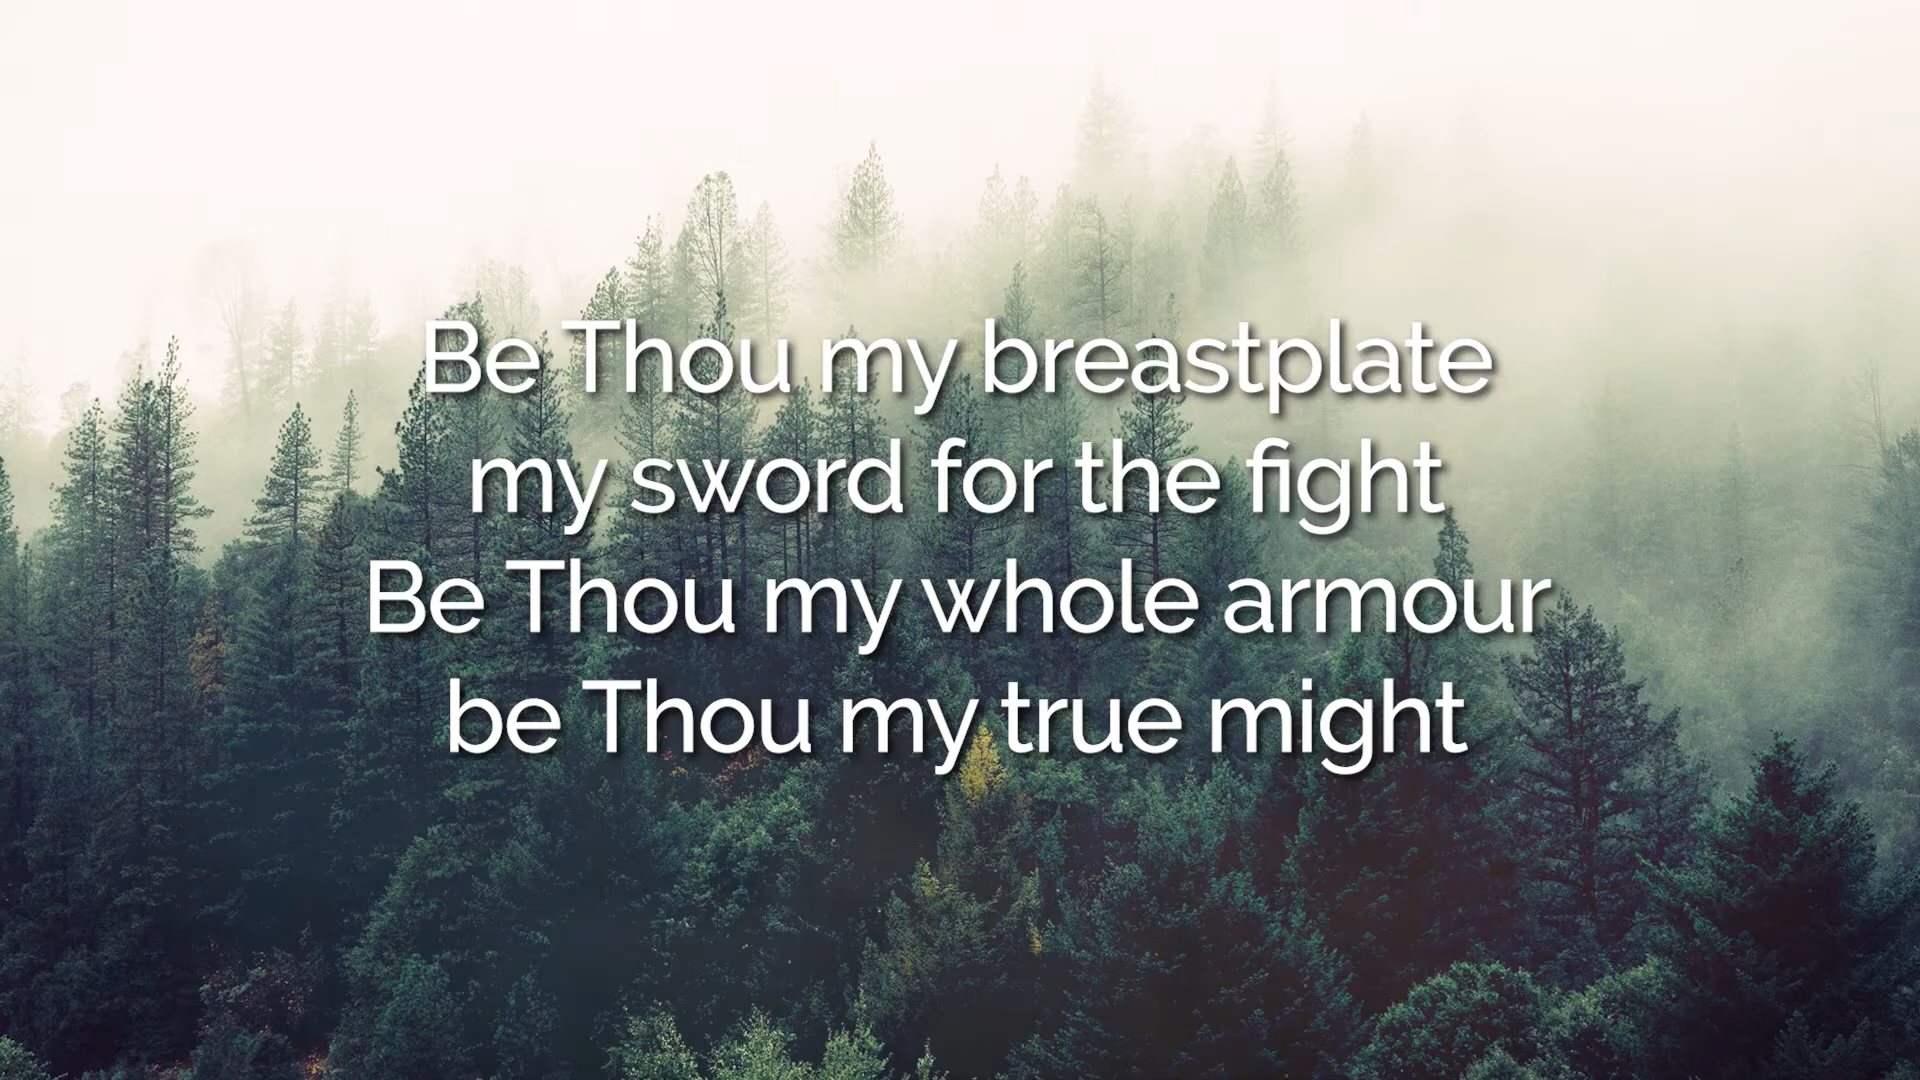 Be Thou my breastplate
my sword for the fight
Be Thou my whole armour
be Thou my true might